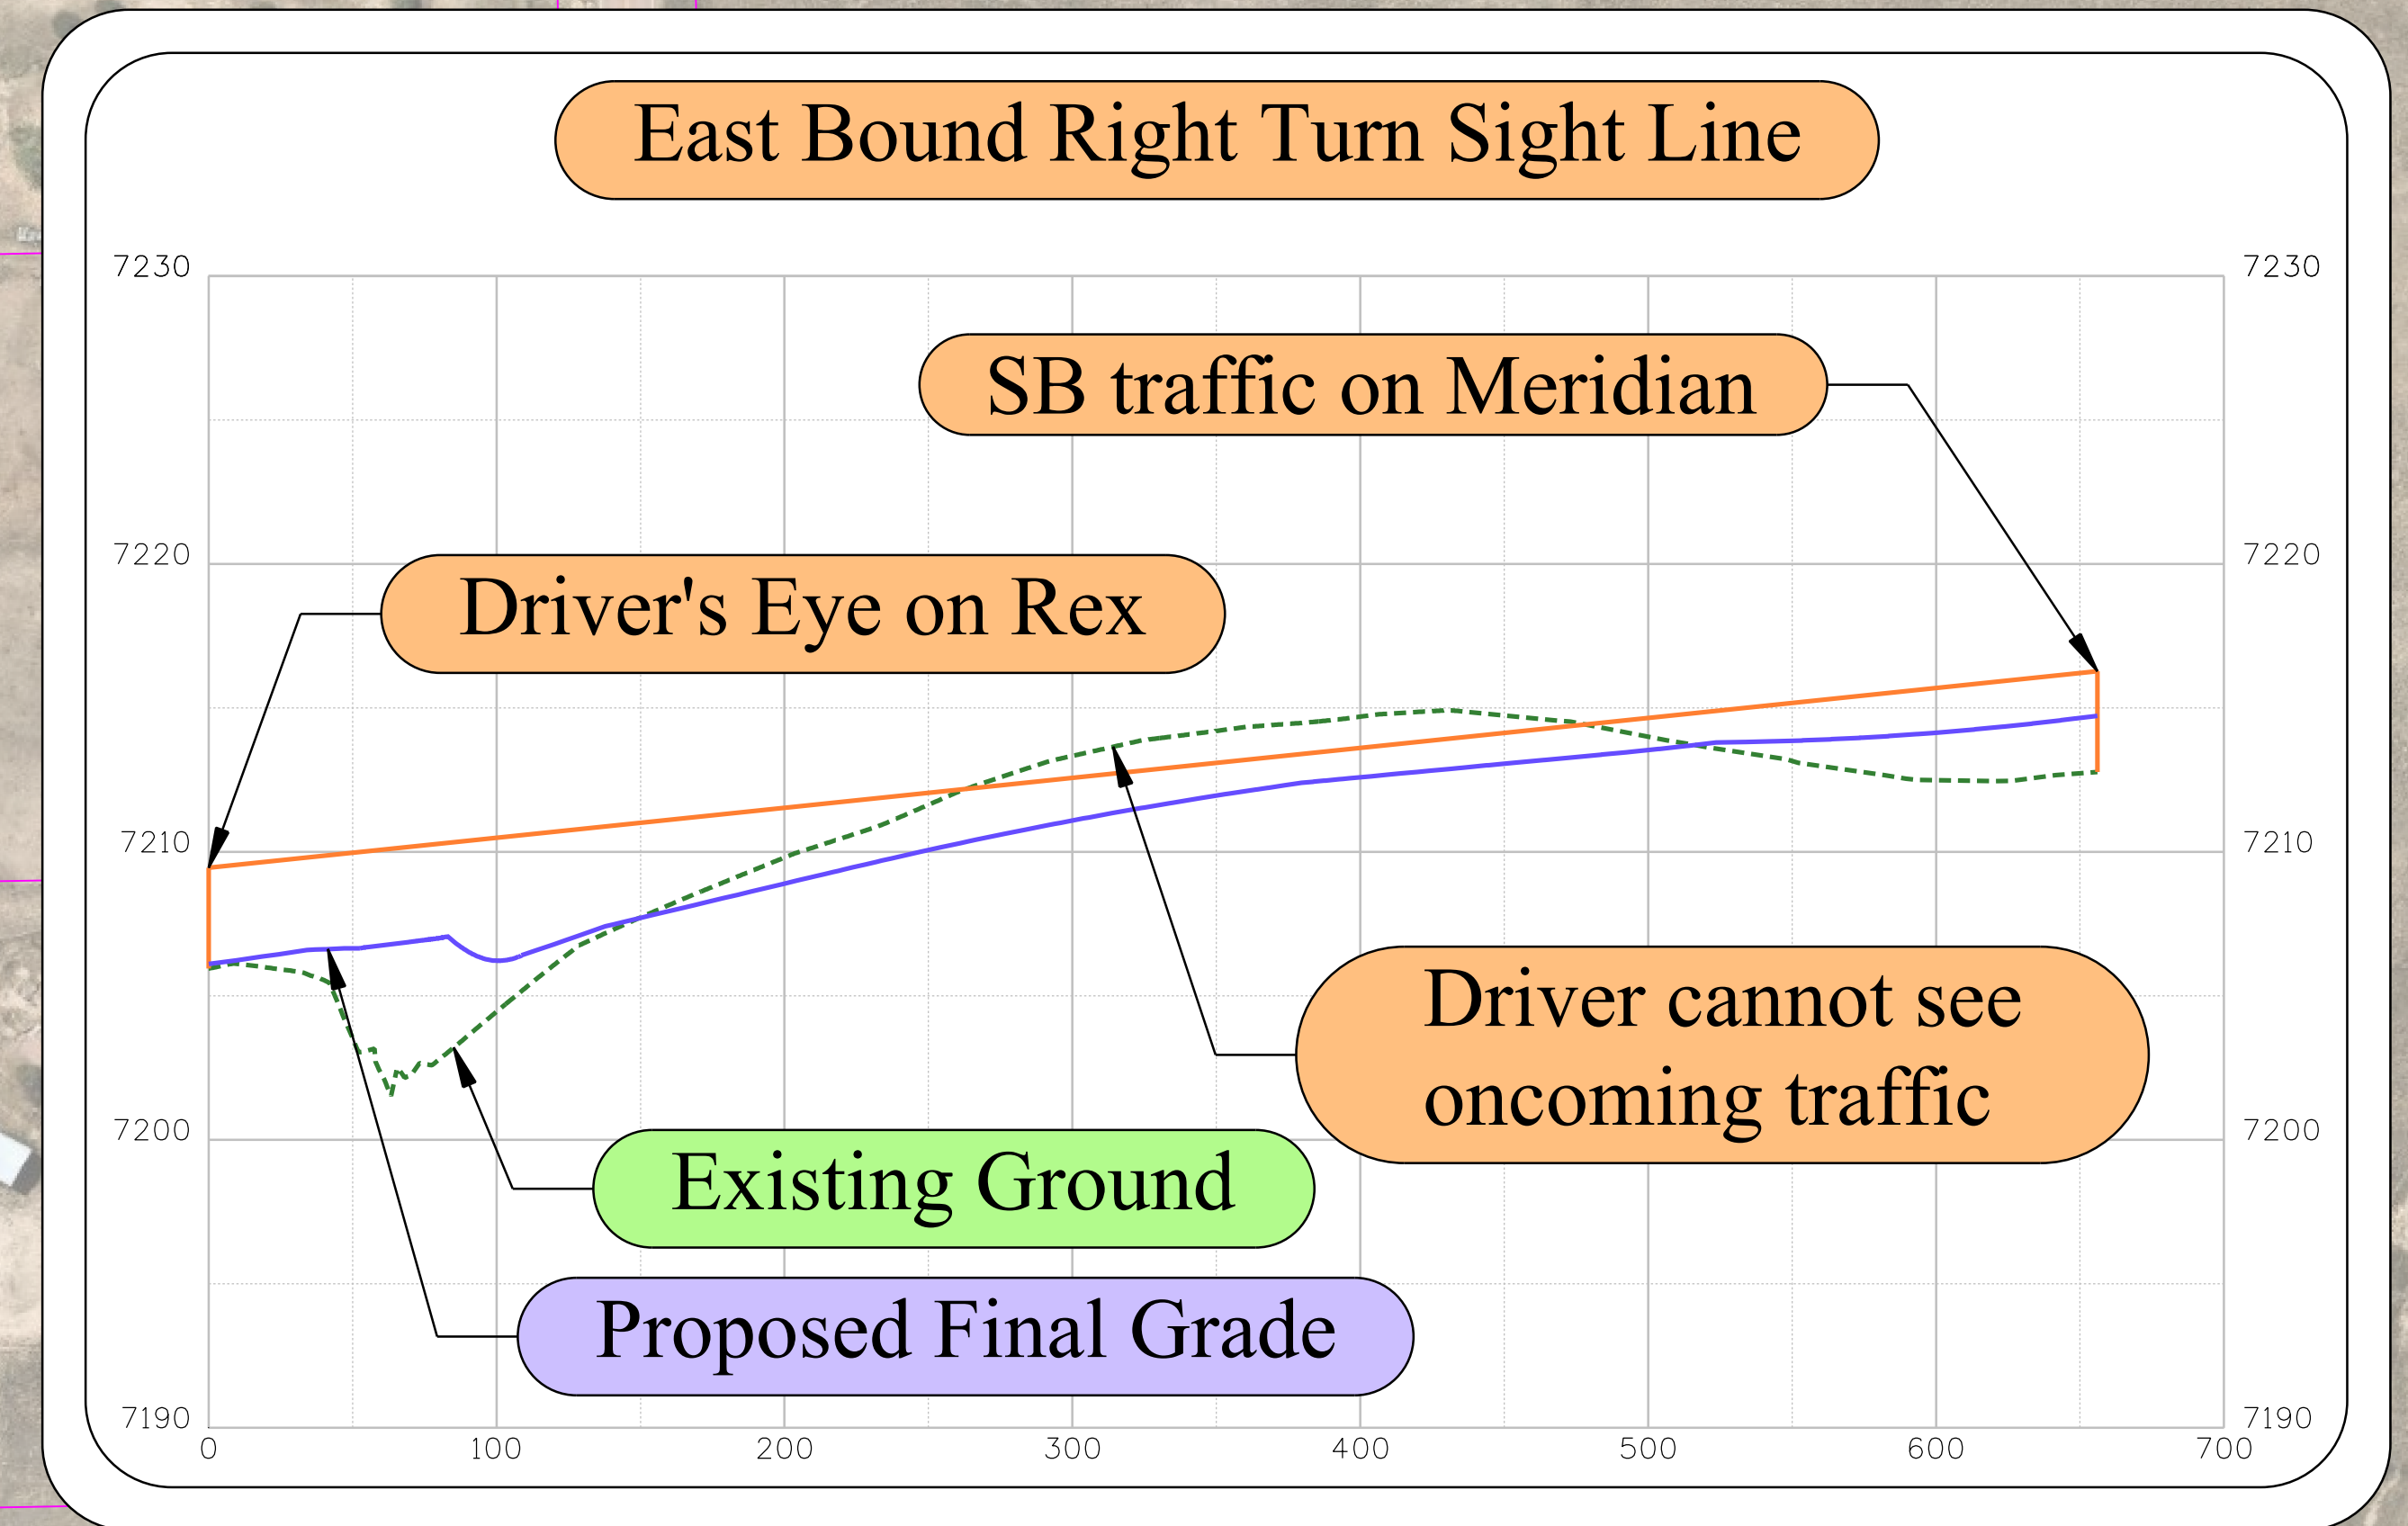 East Bound Right Turn Sight Line
7230 7230
SB traffic on Meridian
7220 7220
Driver's Eye on Rex
7210 7210
Driver cannot see
oncoming traffic
7200 7200
Existing Ground
Proposed Final Grade
7190 7190
0 100 200 300 400 500 600 700